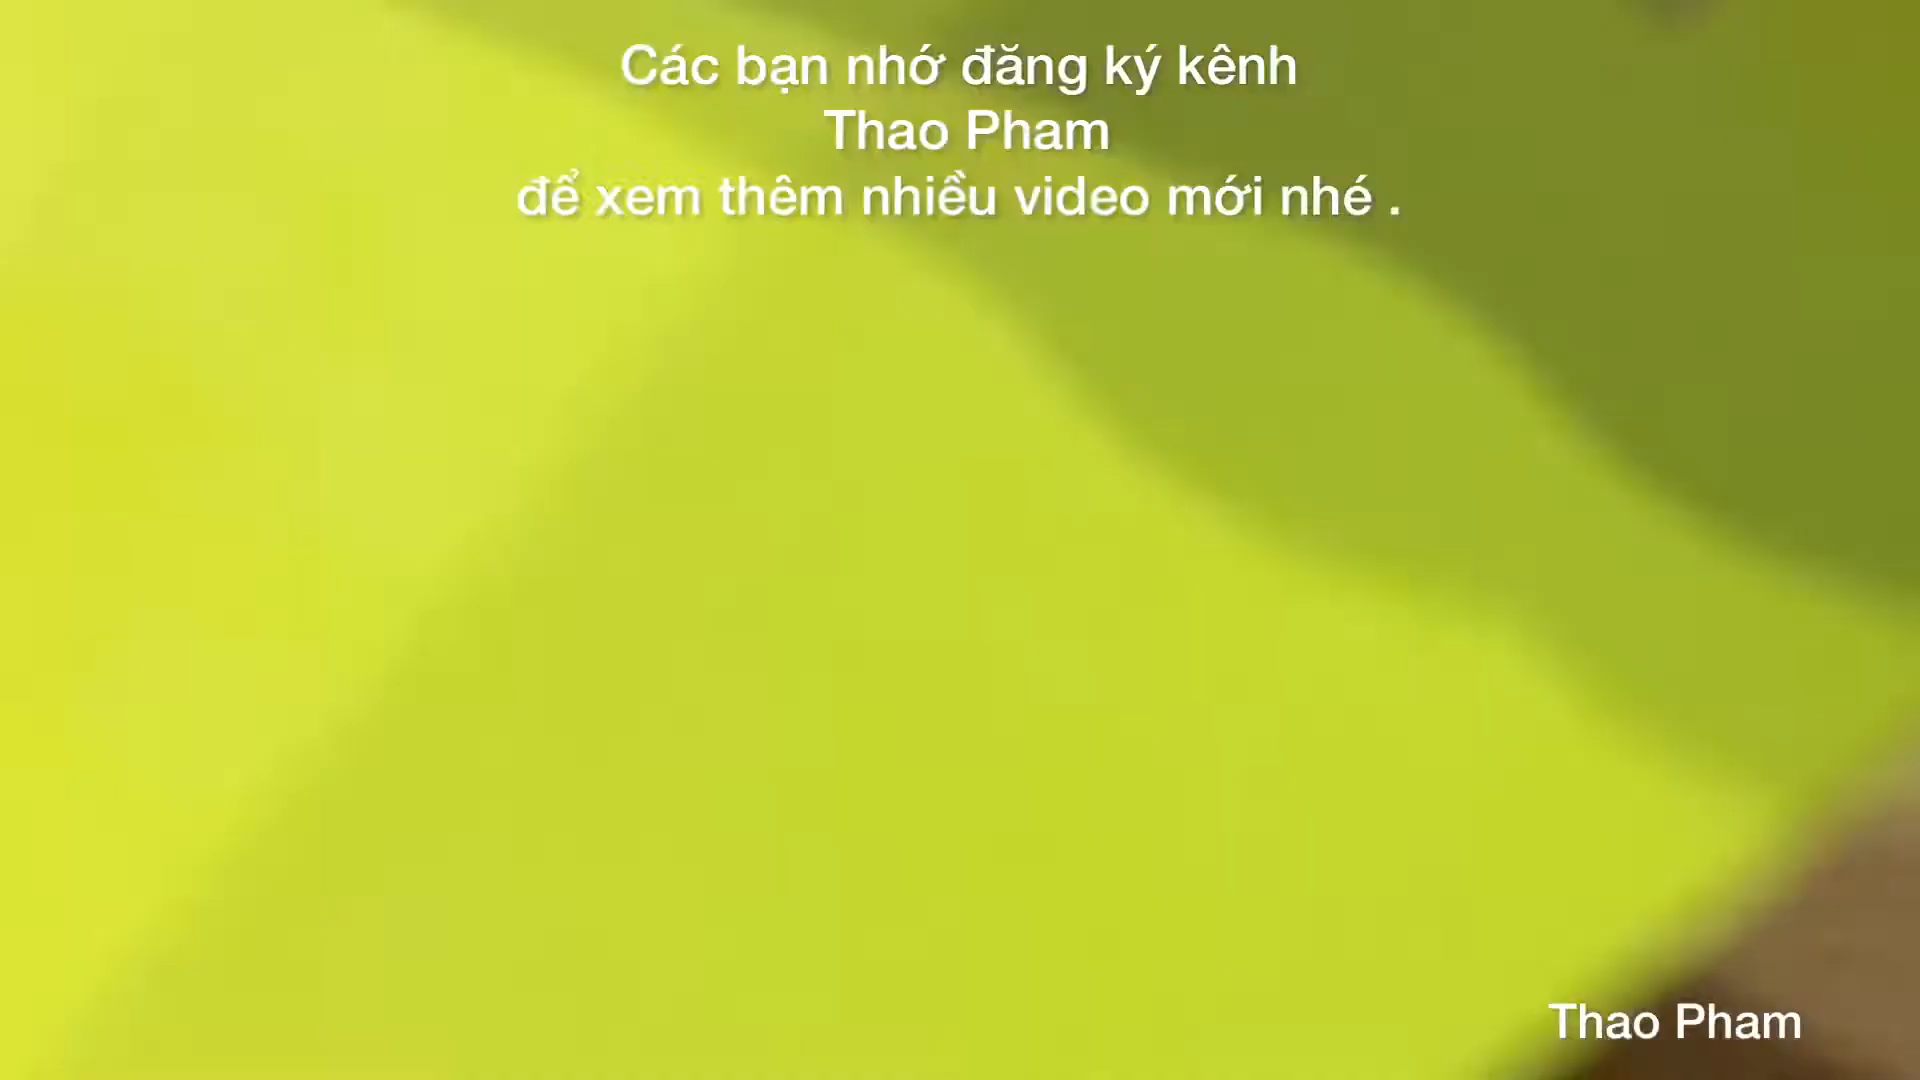 Các bạn nhớ đăng ký kênh
Thao Pham
để xem thêm nhiều video mới nhé .
Thao Pham